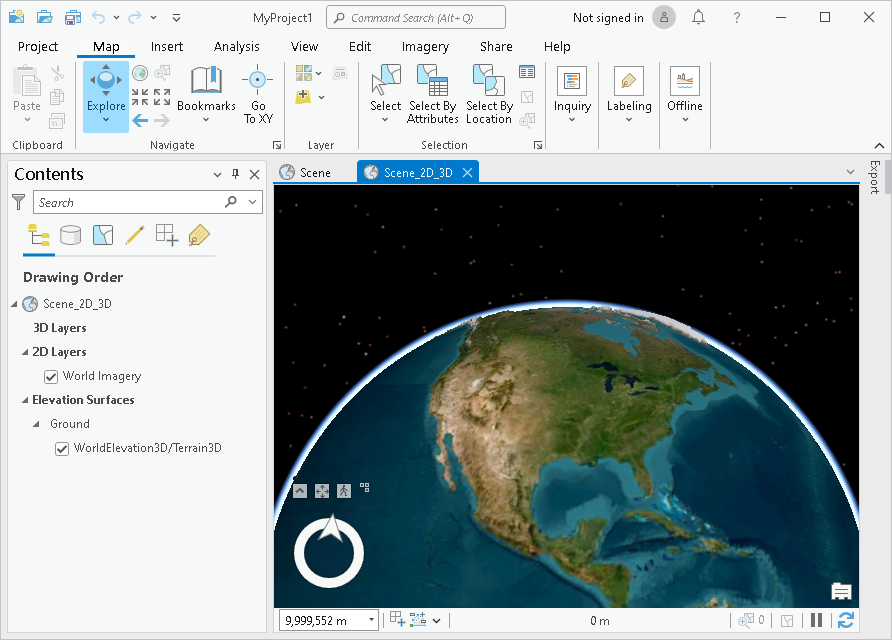 MyProject1
Command Search (Alt+Q)
Not signed in
?
Project
Map
Insert
Analysis
View
Edit
Imagery
Share
Help
Paste
Explore
Bookmarks
Go
To XY
Select
Select By
Attributes
Select By
Location
Inquiry
Labeling
Offline
Clipboard
Navigate
Layer
Selection
Contents
Search
Drawing Order
Scene_2D_3D
3D Layers
2D Layers
World Imagery
Elevation Surfaces
Ground
WorldElevation3D/Terrain3D
Scene
Scene_2D_3D
Export
9,999,552 m
0 m
0